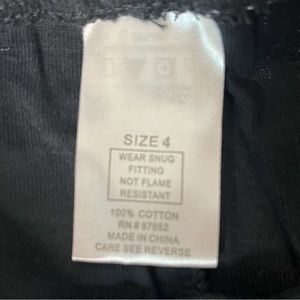 SIZE 4
WEAR SNUG
FITTING
NOT FLAME
RESISTANT
100% COTTON
RN # 87652
MADE IN CHINA
CARE SEE REVERSE